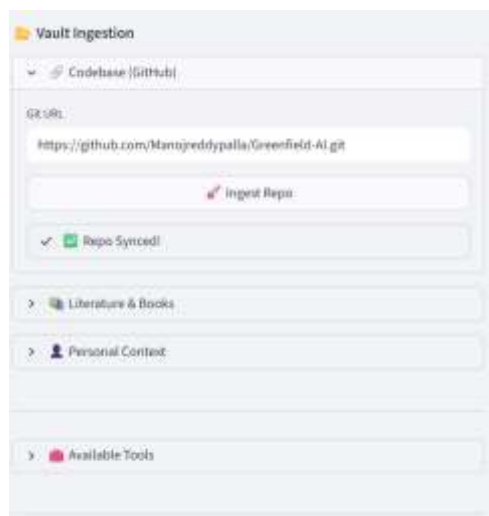 Vault Ingestion
Codebase (GitHub)
Git URL
https://github.com/Manojreddypalla/Greenfield-AI.git
Ingest Repo
Repo Synced!
Literature & Books
Personal Context
Available Tools